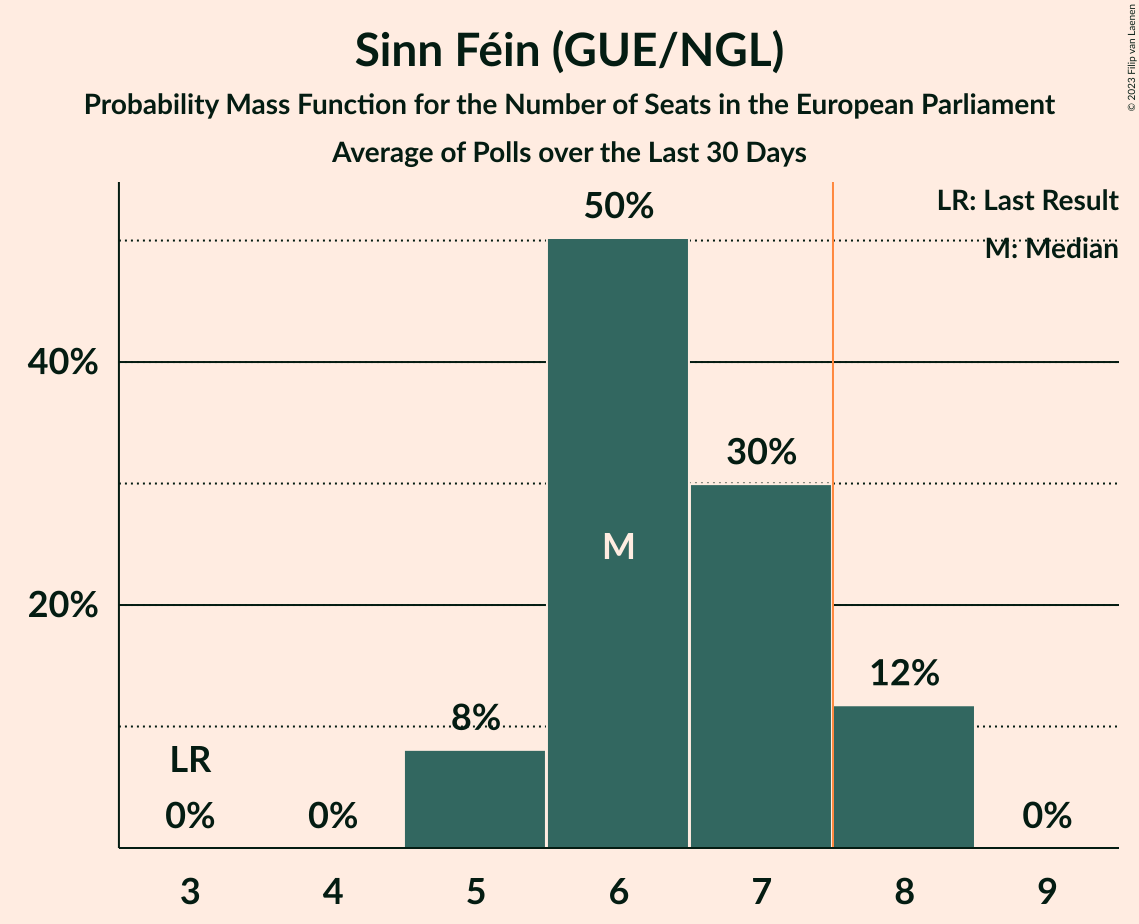 Sinn Féin (GUE/NGL)
Probability Mass Function for the Number of Seats in the European Parliament
Average of Polls over the Last 30 Days
© 2023 Filip van Laenen
LR: Last Result
M: Median
50%
40%
30%
M
20%
12%
8%
LR
0%
0%
0%
3
4
5
6
7
8
9